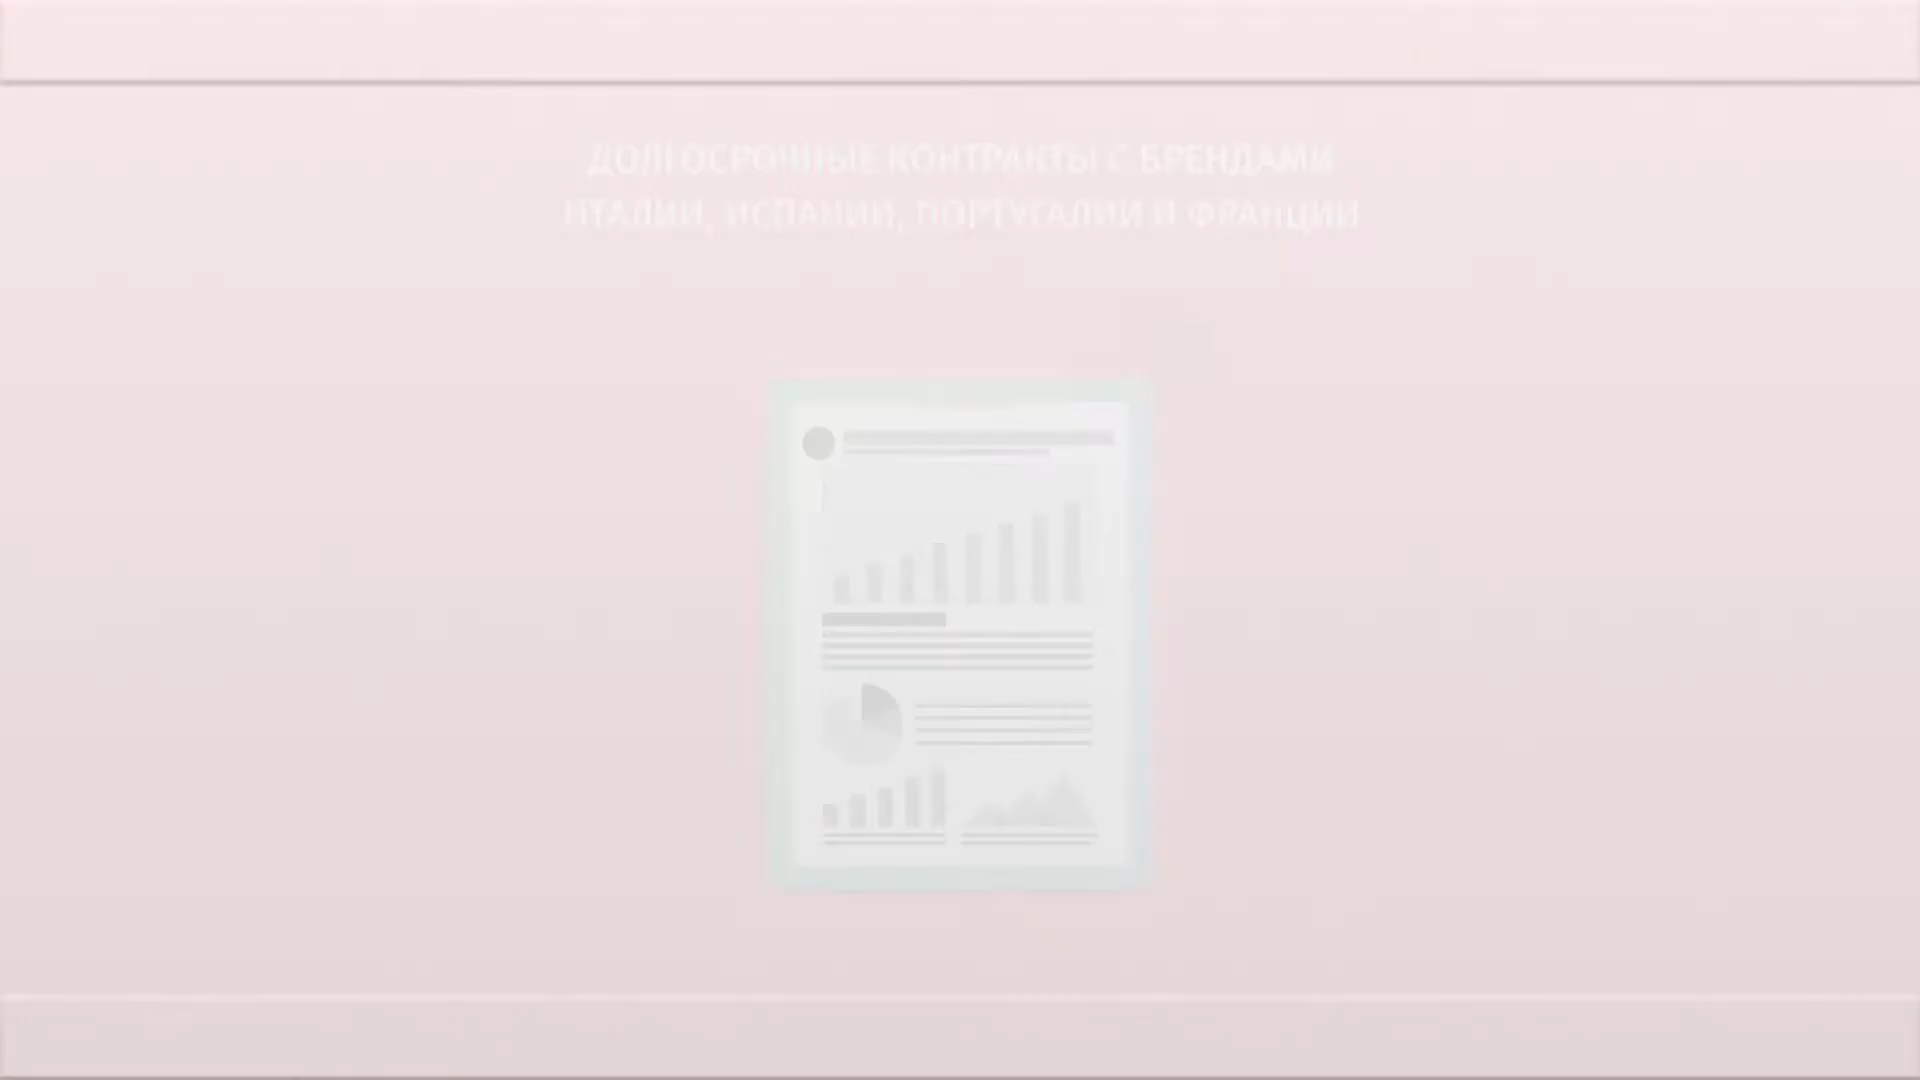 ДОЛГОСРОЧНЫЕ КОНТРАКТЫ С БРЕНДАМИ
ИТАЛИИ, ИСПАНИИ, ПОРТУГАЛИИ И ФРАНЦИИ